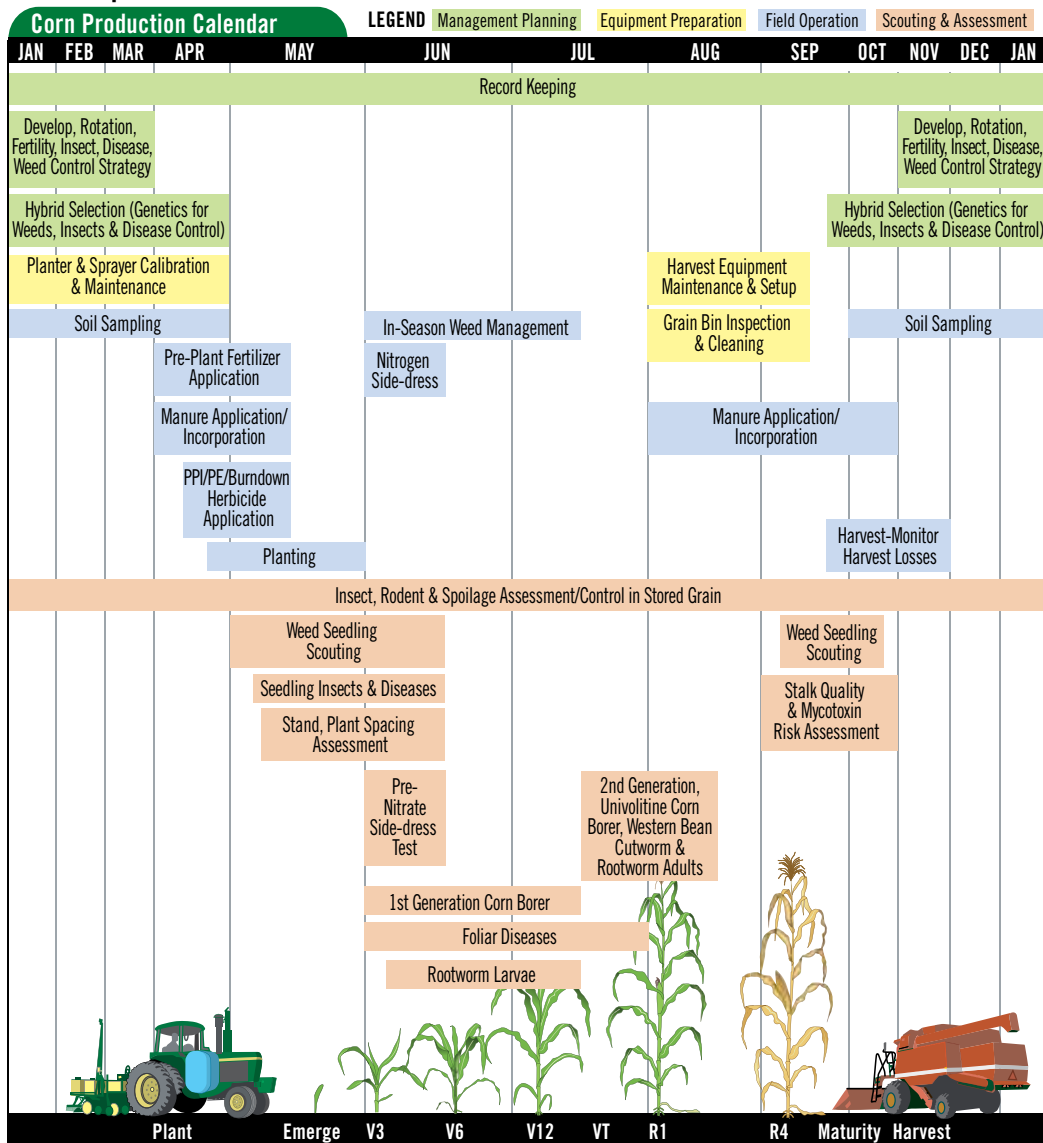 Corn Production Calendar
LEGEND Management Planning Equipment Preparation Field Operation Scouting & Assessment
JAN FEB MAR APR MAY JUN JUL AUG SEP OCT NOV DEC JAN
Record Keeping
Develop, Rotation,
Fertility, Insect, Disease,
Weed Control Strategy
Develop, Rotation,
Fertility, Insect, Disease,
Weed Control Strategy
Hybrid Selection (Genetics for
Weeds, Insects & Disease Control)
Hybrid Selection (Genetics for
Weeds, Insects & Disease Control)
Planter & Sprayer Calibration
& Maintenance
Harvest Equipment
Maintenance & Setup
Soil Sampling
In-Season Weed Management
Grain Bin Inspection
& Cleaning
Soil Sampling
Pre-Plant Fertilizer
Application
Nitrogen
Side-dress
Manure Application/
Incorporation
Manure Application/
Incorporation
PPI/PE/Burndown
Herbicide
Application
Planting
Harvest-Monitor
Harvest Losses
Insect, Rodent & Spoilage Assessment/Control in Stored Grain
Weed Seedling
Scouting
Weed Seedling
Scouting
Seedling Insects & Diseases
Stalk Quality
& Mycotoxin
Risk Assessment
Stand, Plant Spacing
Assessment
Pre-
Nitrate
Side-dress
Test
2nd Generation,
Univolitine Corn
Borer, Western Bean
Cutworm &
Rootworm Adults
1st Generation Corn Borer
Foliar Diseases
Rootworm Larvae
Plant Emerge V3 V6 V12 VT R1 R4 Maturity Harvest